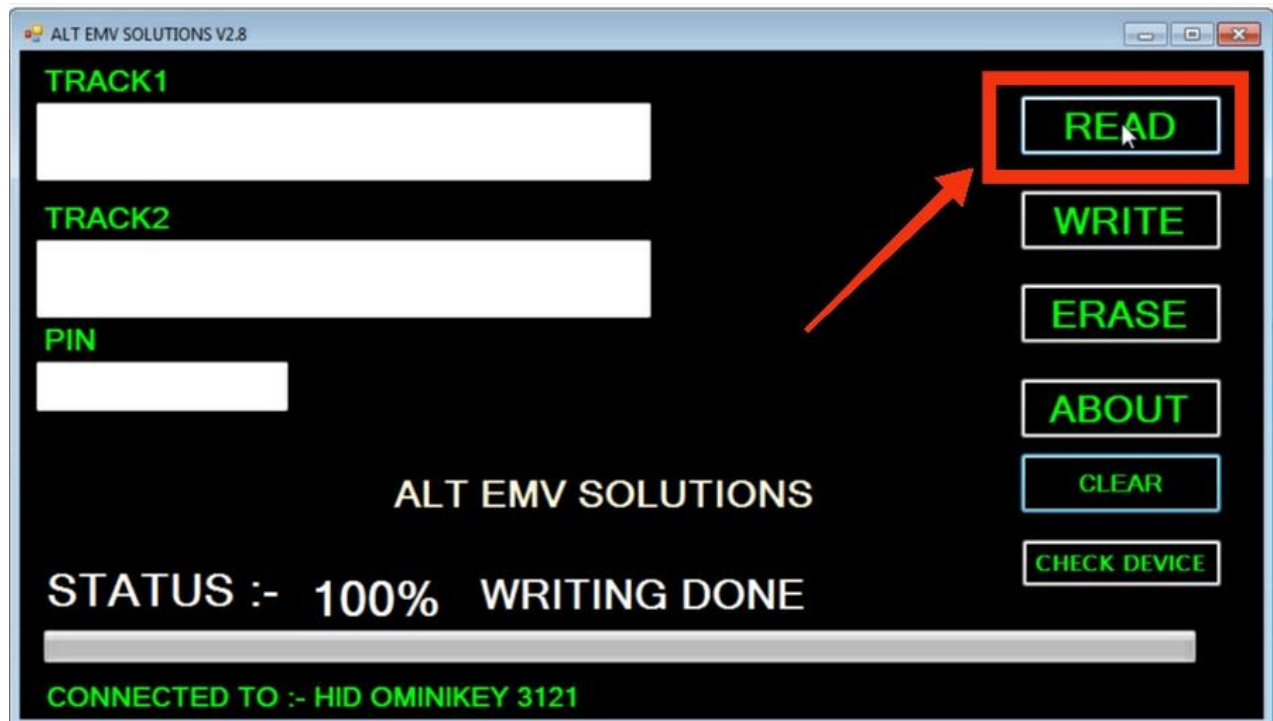 ALT EMV SOLUTIONS V2.8
TRACK1
READ
TRACK2
WRITE
ERASE
PIN
ABOUT
ALT EMV SOLUTIONS
CLEAR
CHECK DEVICE
STATUS :- 100% WRITING DONE
CONNECTED TO :- HID OMINIKEY 3121